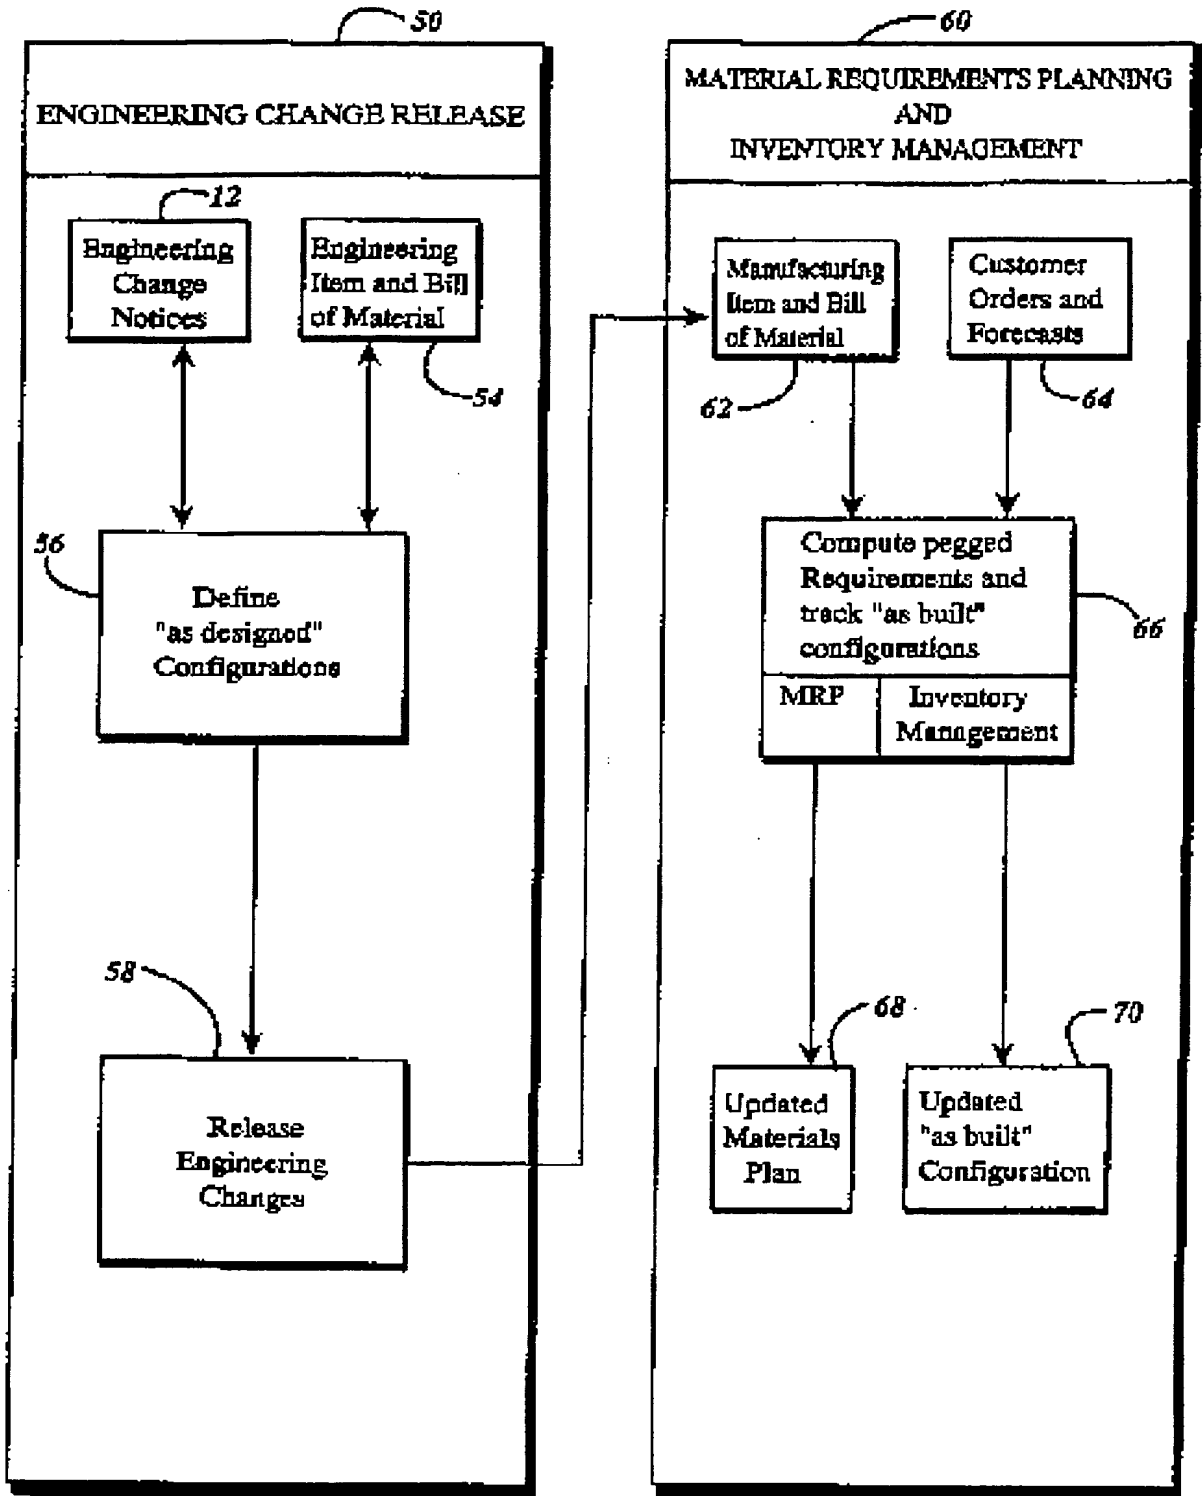 50
ENGINEERING CHANGE RELEASE
12
Engineering
Change
Notices
Engineering
Item and Bill
of Material
54
56
Define
"as designed"
Configurations
58
Release
Engineering
Changes
60
MATERIAL REQUIREMENTS PLANNING
AND
INVENTORY MANAGEMENT
Manufacturing
Item and Bill
of Material
62
Customer
Orders and
Forecasts
64
Compute pegged
Requirements and
track "as built"
configurations
66
MRP
Inventory
Management
68
Updated
Materials
Plan
70
Updated
"as built"
Configuration